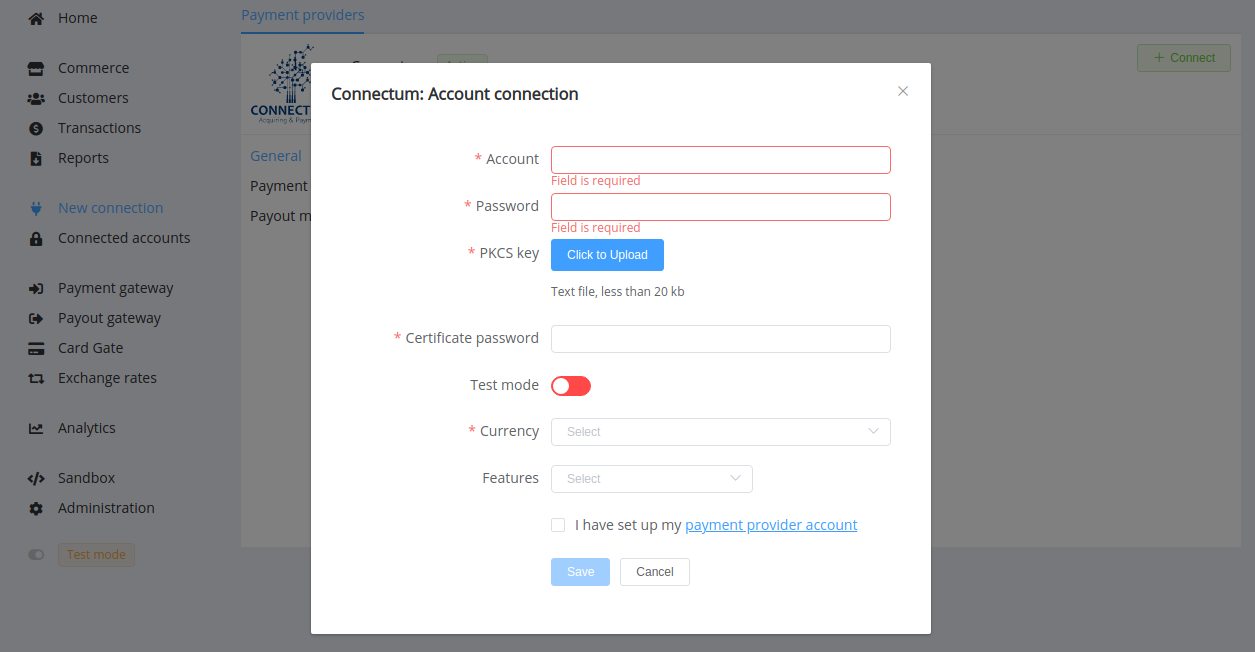 Home
Commerce
Customers
Transactions
Reports
New connection
Connected accounts
Payment gateway
Payout gateway
Card Gate
Exchange rates
Analytics
Sandbox
Administration
Test mode
Payment providers
CONNECT
+ Connect
General
Payment
Payout m
Connectum: Account connection
* Account
Field is required
* Password
Field is required
* PKCS key Click to Upload
Text file, less than 20 kb
* Certificate password
Test mode
* Currency Select
Features Select
I have set up my payment provider account
Save Cancel